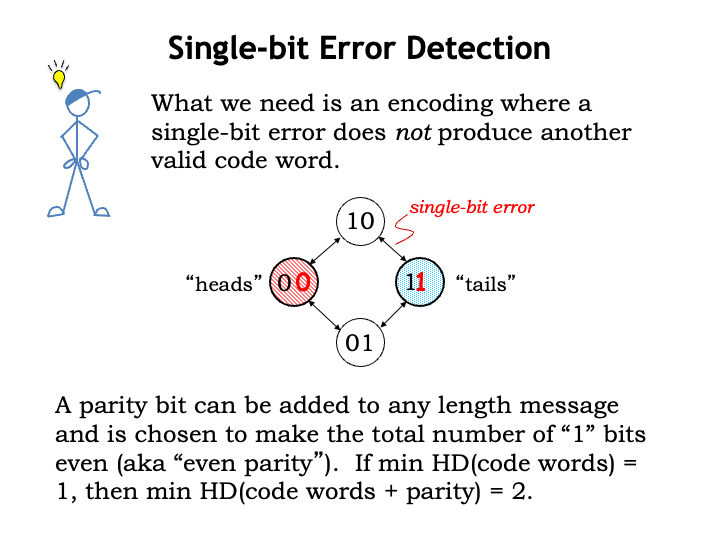 Single-bit Error Detection
What we need is an encoding where a
single-bit error does not produce another
valid code word.
single-bit error
10
“heads” 00 11 “tails”
01
A parity bit can be added to any length message
and is chosen to make the total number of “1” bits
even (aka “even parity”). If min HD(code words) =
1, then min HD(code words + parity) = 2.